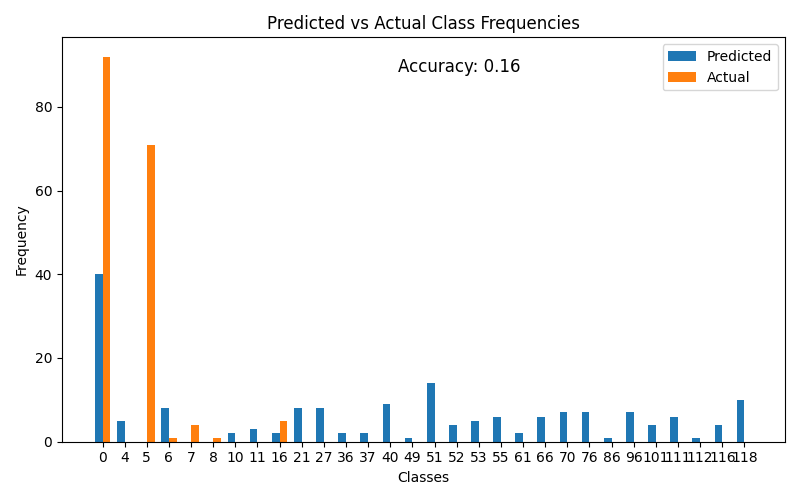 Predicted vs Actual Class Frequencies
Accuracy: 0.16
Predicted
Actual
Frequency
80
60
40
20
0
0 4 5 6 7 8 10 11 16 21 27 36 37 40 49 51 52 53 55 61 66 70 76 86 96 101 111 112 116 118
Classes